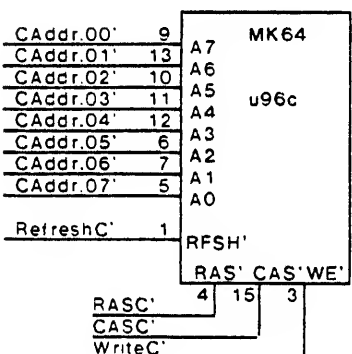 CAddr.00' 9 A7 MK64
CAddr.01' 13 A6
CAddr.02' 10 A5 u96c
CAddr.03' 11 A4
CAddr.04' 12 A3
CAddr.05' 6 A2
CAddr.06' 7 A1
CAddr.07' 5 A0
RefreshC' 1 RFSH'
RAS' CAS' WE'
4 15 3
RASC'
CASC'
WriteC'